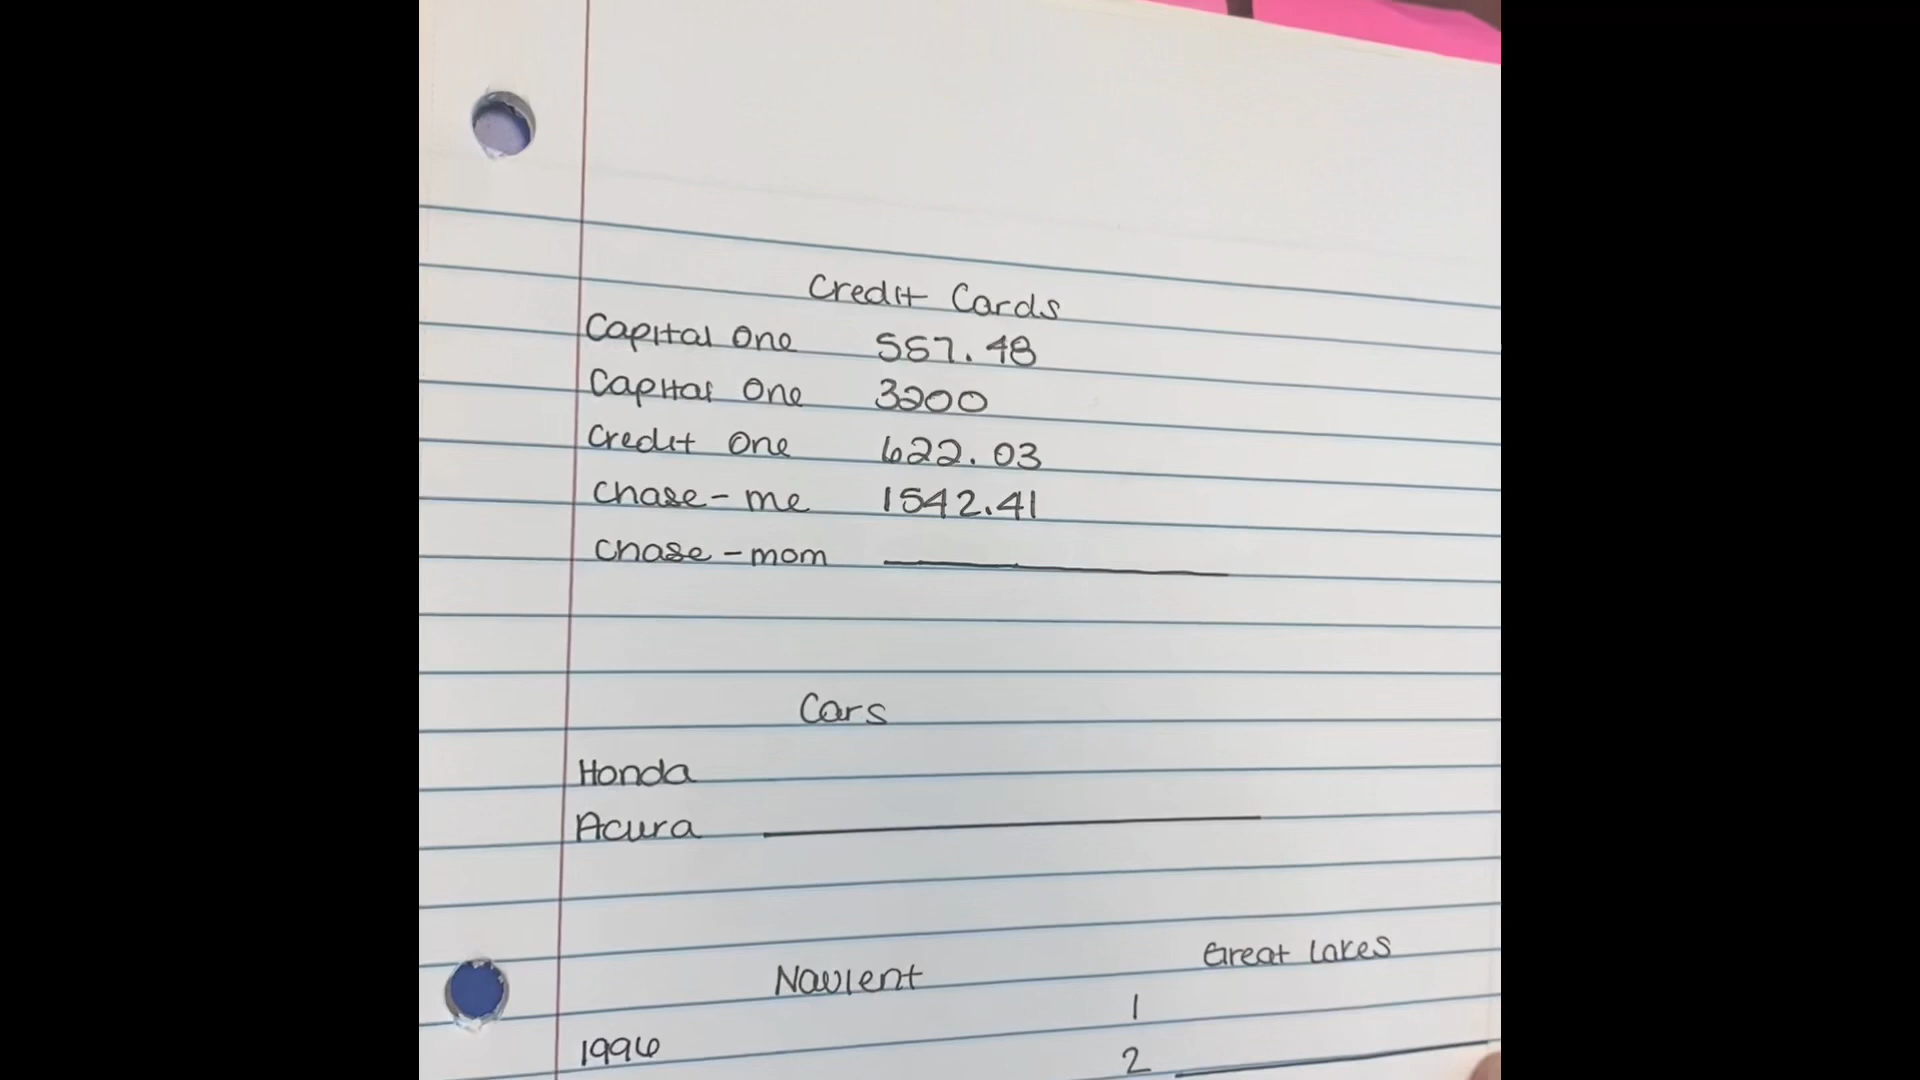 Credit Cards
Capital One 557.48
Capital One 3200
Credit One 622.03
Chase - me 1542.41
Chase - mom
Cars
Honda
Acura
Navient
Great Lakes
1
1996
2